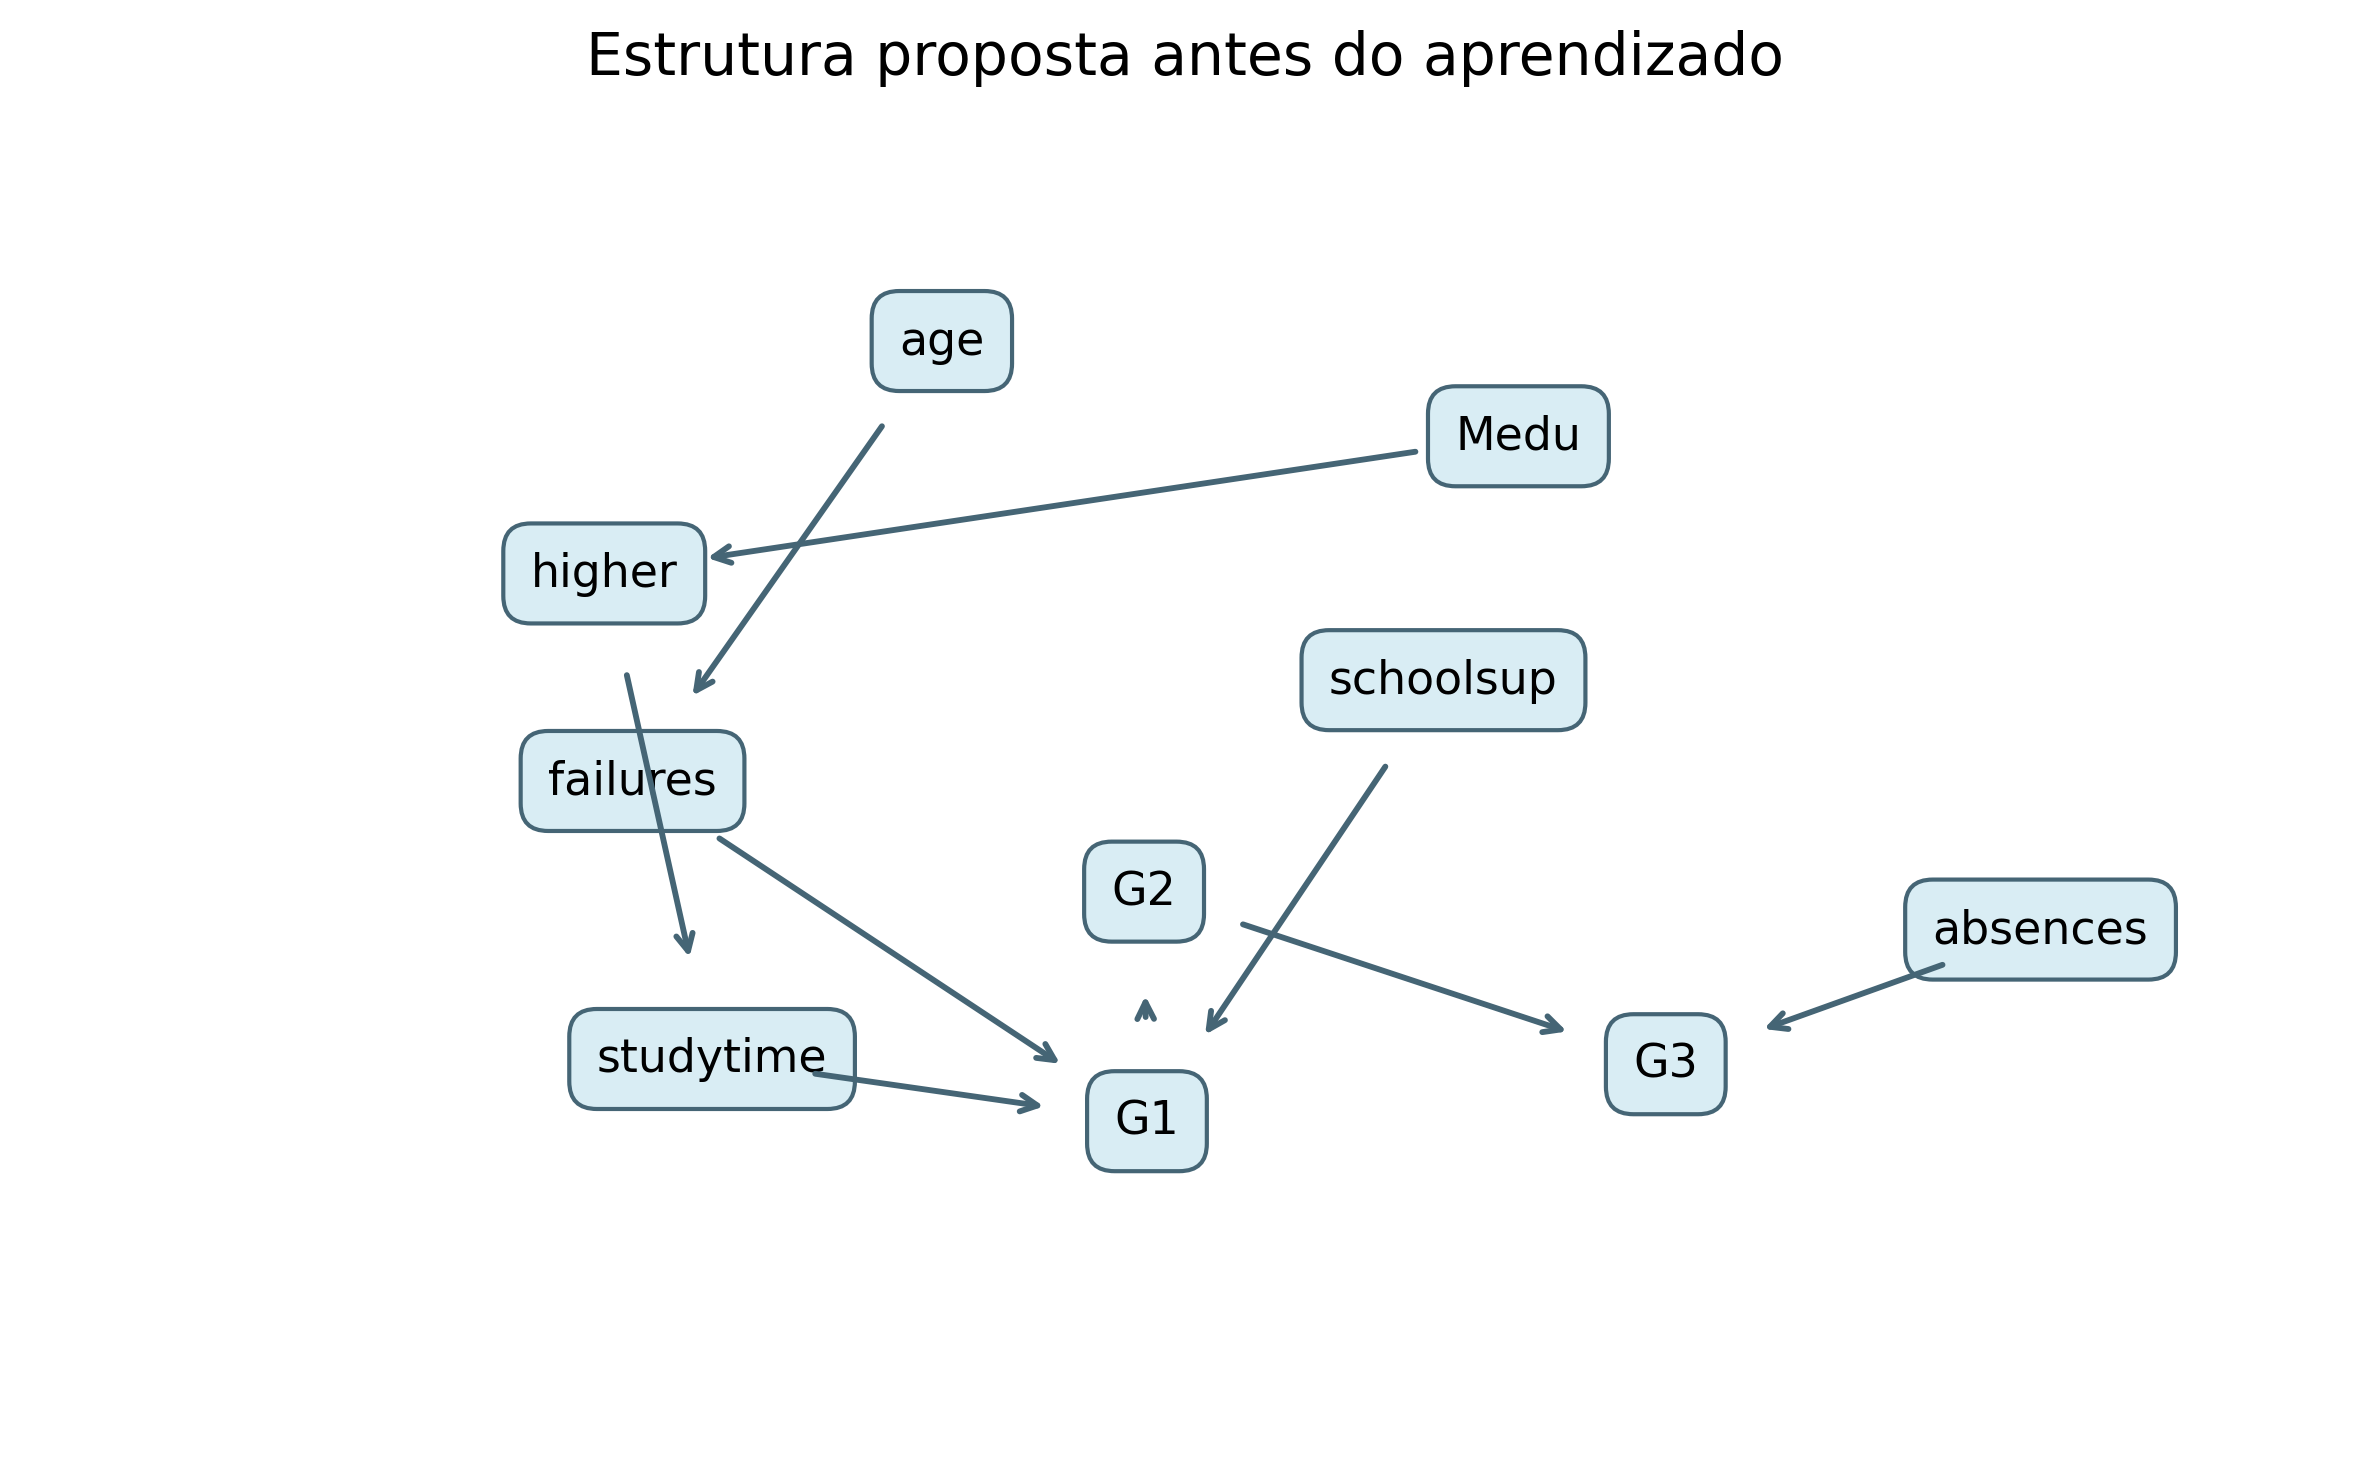 Estrutura proposta antes do aprendizado
age
Medu
higher
schoolsup
failures
G2
absences
studytime
G3
G1